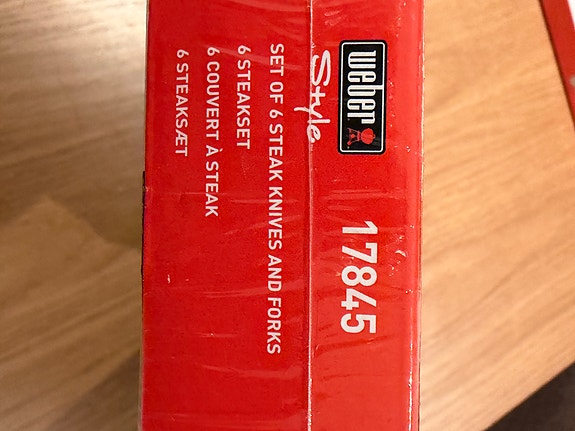 weber
Style
17845
SET OF 6 STEAK KNIVES AND FORKS
6 STEAKSET
6 COUVERT À STEAK
6 STEAKSÆT